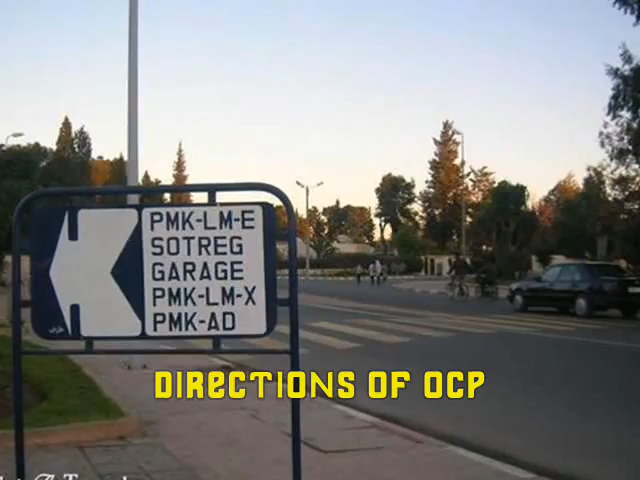 PMK-LM-E
SOTREG
GARAGE
PMK-LM-X
PMK-AD
DIRECTIONS OF OCP